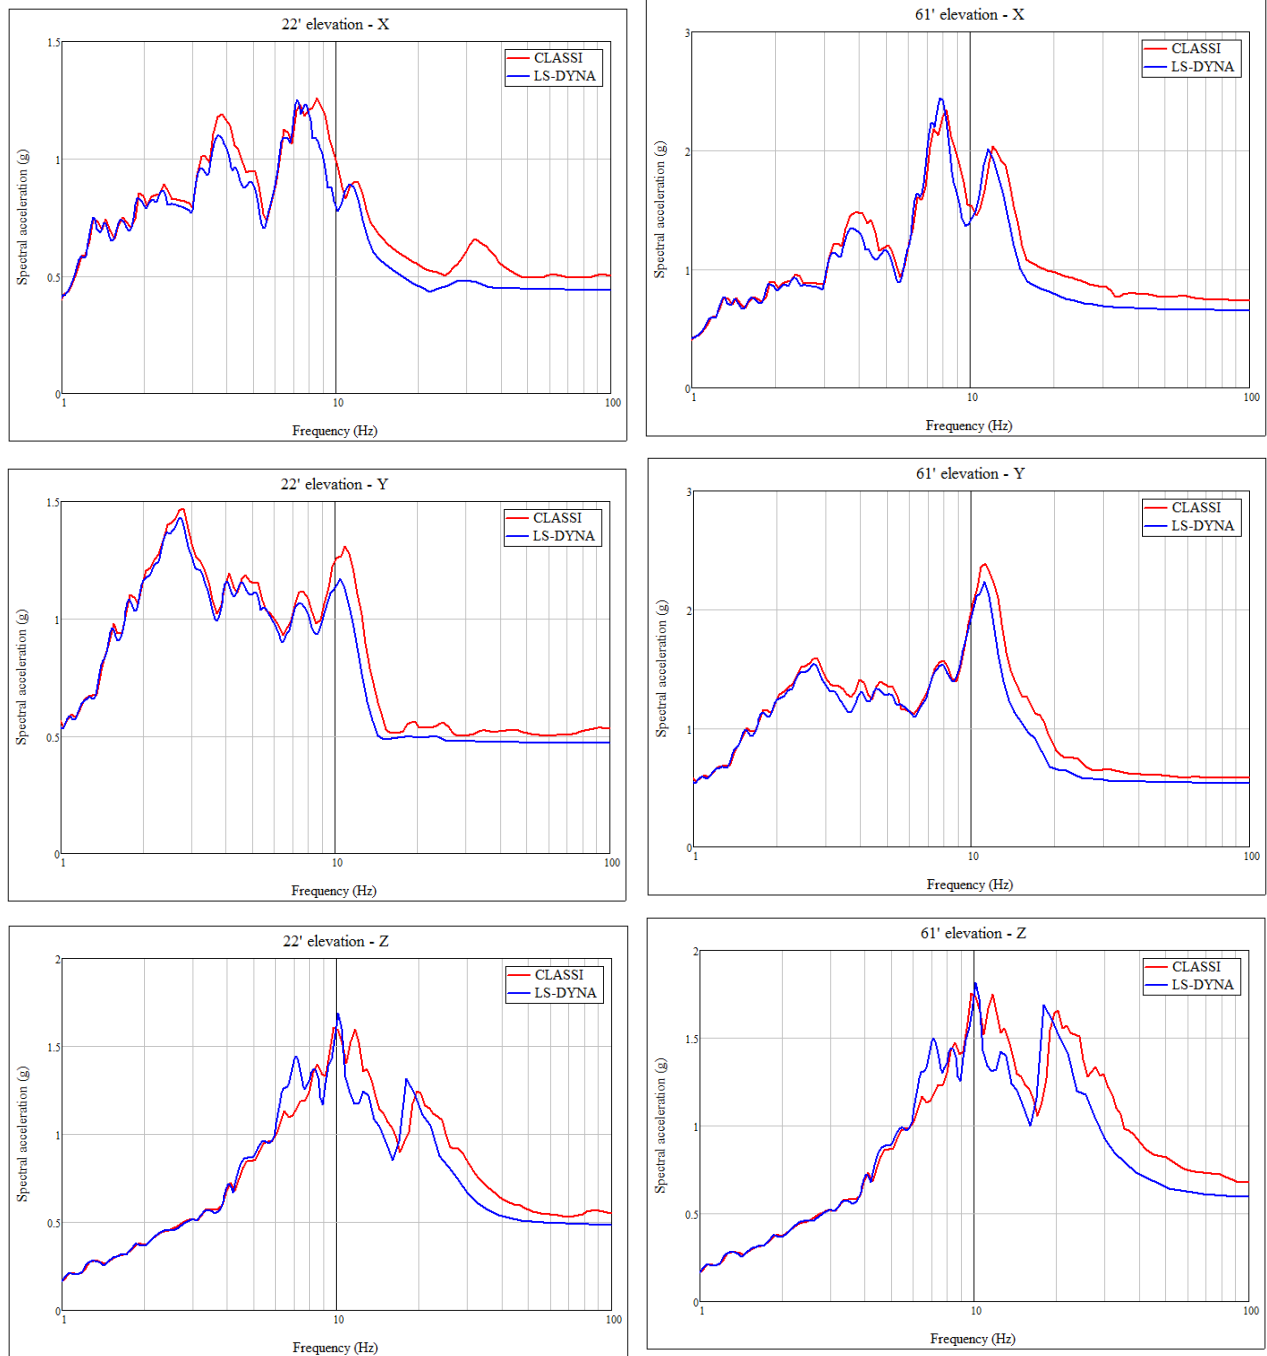 22' elevation - X
1.5
1
0.5
0
Spectral acceleration (g)
CLASSI
LS-DYNA
1
10
100
Frequency (Hz)
61' elevation - X
3
2
1
0
Spectral acceleration (g)
CLASSI
LS-DYNA
1
10
100
Frequency (Hz)
22' elevation - Y
1.5
1
0.5
0
Spectral acceleration (g)
CLASSI
LS-DYNA
1
10
100
Frequency (Hz)
61' elevation - Y
3
2
1
0
Spectral acceleration (g)
CLASSI
LS-DYNA
1
10
100
Frequency (Hz)
22' elevation - Z
2
1.5
1
0.5
0
Spectral acceleration (g)
CLASSI
LS-DYNA
1
10
100
Frequency (Hz)
61' elevation - Z
2
1.5
1
0.5
0
Spectral acceleration (g)
CLASSI
LS-DYNA
1
10
100
Frequency (Hz)